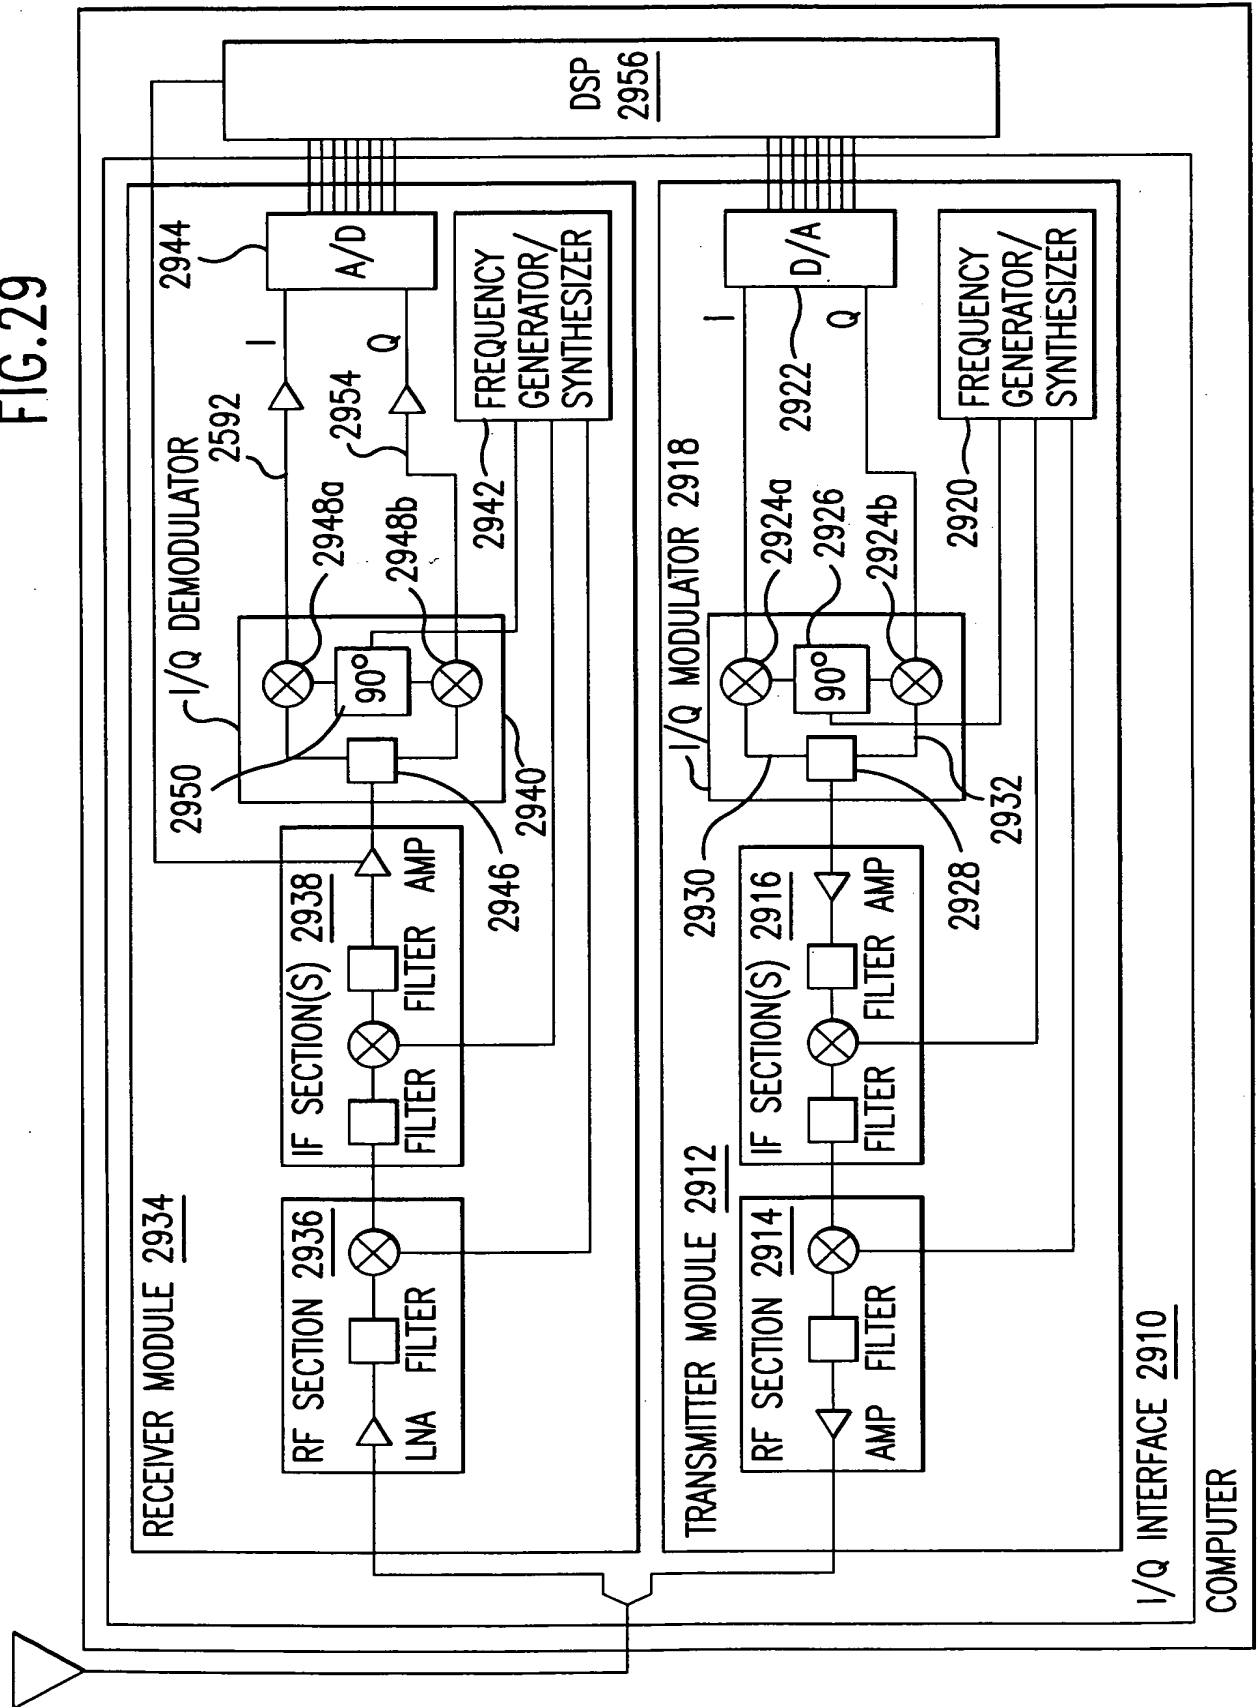 FIG.29
RECEIVER MODULE 2934
RF SECTION 2936
LNA
FILTER
IF SECTION(S) 2938
FILTER
FILTER
AMP
2950
I/Q DEMODULATOR
2946
2940
90°
2948a
2948b
2592
2954
I
Q
2944
A/D
2942
FREQUENCY
GENERATOR/
SYNTHESIZER
DSP
2956
TRANSMITTER MODULE 2912
RF SECTION 2914
AMP
FILTER
IF SECTION(S) 2916
FILTER
FILTER
AMP
2930
I/Q MODULATOR 2918
2928
2932
90°
2924a
2926
2924b
I
Q
2922
D/A
2920
FREQUENCY
GENERATOR/
SYNTHESIZER
I/Q INTERFACE 2910
COMPUTER